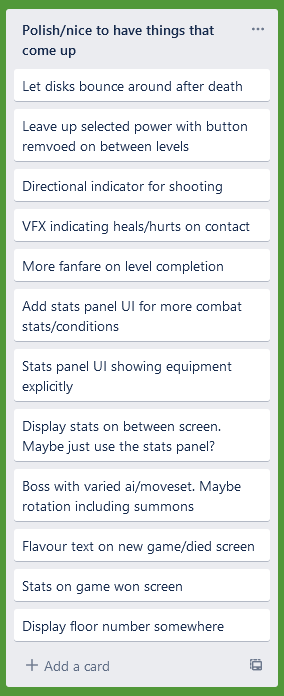 Polish/nice to have things that
come up
Let disks bounce around after death
Leave up selected power with button
remvoed on between levels
Directional indicator for shooting
VFX indicating heals/hurts on contact
More fanfare on level completion
Add stats panel UI for more combat
stats/conditions
Stats panel UI showing equipment
explicitly
Display stats on between screen.
Maybe just use the stats panel?
Boss with varied ai/moveset. Maybe
rotation including summons
Flavour text on new game/died screen
Stats on game won screen
Display floor number somewhere
Add a card